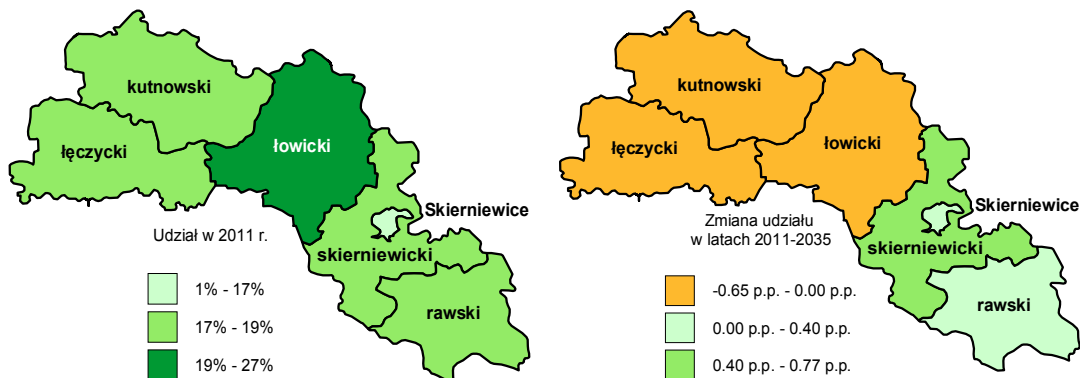 kutnowski
łęczycki
łowicki
Skierniewice
Udział w 2011 r.
skierniewicki
1% - 17%
17% - 19%
rawski
19% - 27%
kutnowski
łęczycki
łowicki
Skierniewice
Zmiana udziału
w latach 2011-2035
skierniewicki
-0.65 p.p. - 0.00 p.p.
0.00 p.p. - 0.40 p.p.
rawski
0.40 p.p. - 0.77 p.p.